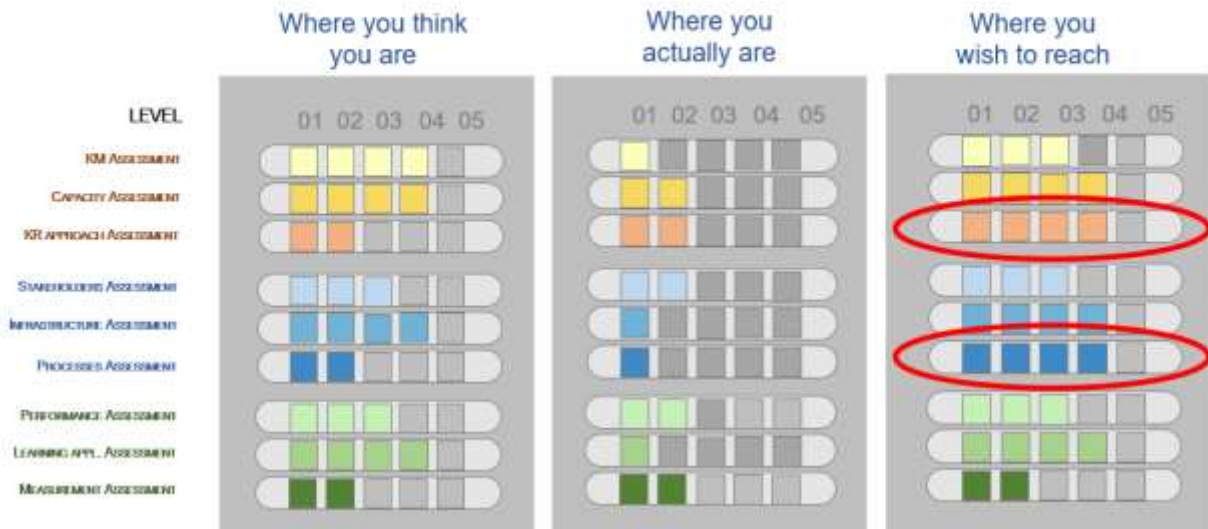 Where you think
you are
Where you
actually are
Where you
wish to reach
LEVEL
01 02 03 04 05
01 02 03 04 05
01 02 03 04 05
KM ASSESSMENT
CAPACITY ASSESSMENT
KR APPROACH ASSESSMENT
STAKEHOLDERS ASSESSMENT
INFRASTRUCTURE ASSESSMENT
PROCESSES ASSESSMENT
PERFORMANCE ASSESSMENT
LEARNING APPL. ASSESSMENT
MEASUREMENT ASSESSMENT